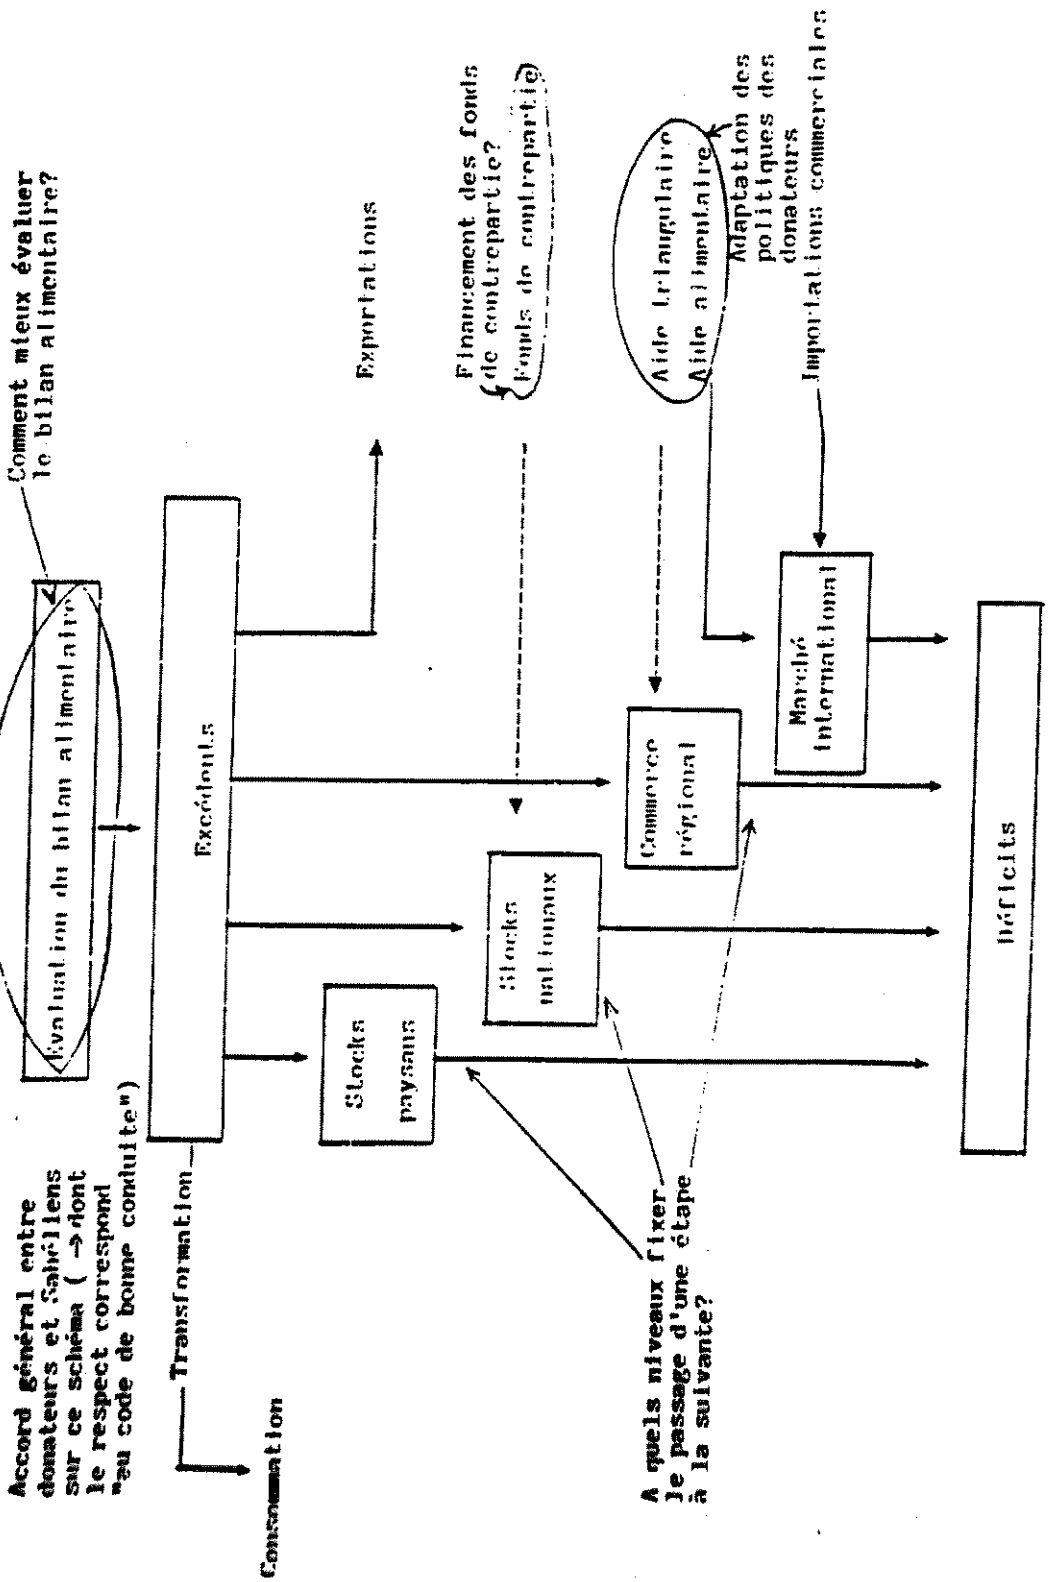 Accord général entre
donateurs et Sahéliens
sur ce schéma ( → dont
le respect correspond
"au code de bonne conduite")
Evaluation du bilan alimentaire
Comment mieux évaluer
le bilan alimentaire?
Transformation
Consommation
Excédents
Exportations
Stocks
paysans
Stocks
nationaux
Financement des fonds
de contrepartie?
Fonds de contrepartie
Commerce
régional
Aide triangulaire
Aide alimentaire
Adaptation des
politiques des
donateurs
Marché
international
Importations commerciales
A quels niveaux fixer
le passage d'une étape
à la suivante?
Déficits